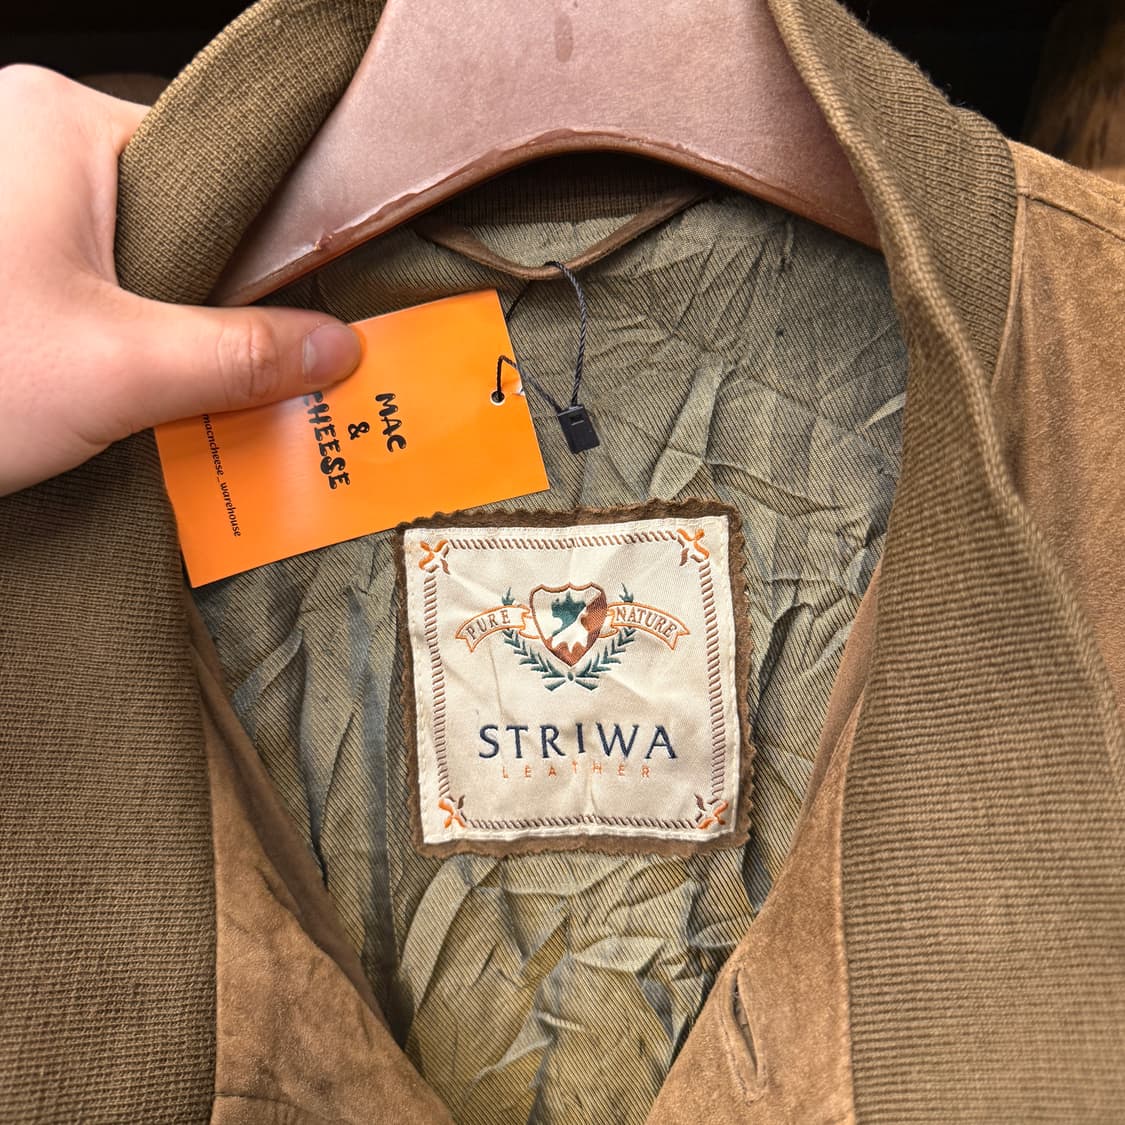 MAC
&
CHEESE
macncheese_warehouse
PURE NATURE
STRIWA
LEATHER